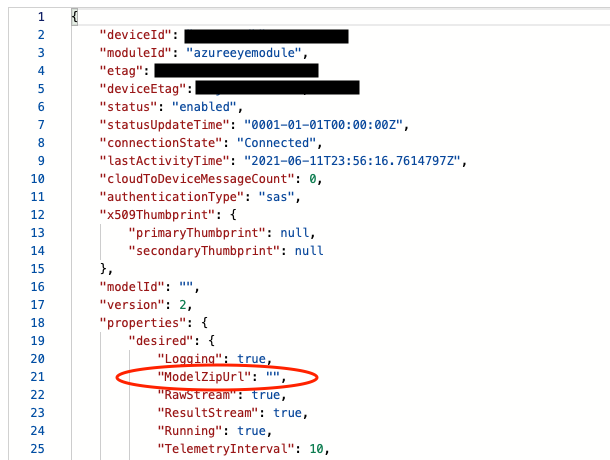 1 {
2 "deviceId":
3 "moduleId": "azureeyemodule",
4 "etag":
5 "deviceEtag":
6 "status": "enabled",
7 "statusUpdateTime": "0001-01-01T00:00:00Z",
8 "connectionState": "Connected",
9 "lastActivityTime": "2021-06-11T23:56:16.7614797Z",
10 "cloudToDeviceMessageCount": 0,
11 "authenticationType": "sas",
12 "x509Thumbprint": {
13 "primaryThumbprint": null,
14 "secondaryThumbprint": null
15 },
16 "modelId": "",
17 "version": 2,
18 "properties": {
19 "desired": {
20 "Logging": true,
21 "ModelZipUrl": "",
22 "RawStream": true,
23 "ResultStream": true,
24 "Running": true,
25 "TelemetryInterval": 10,